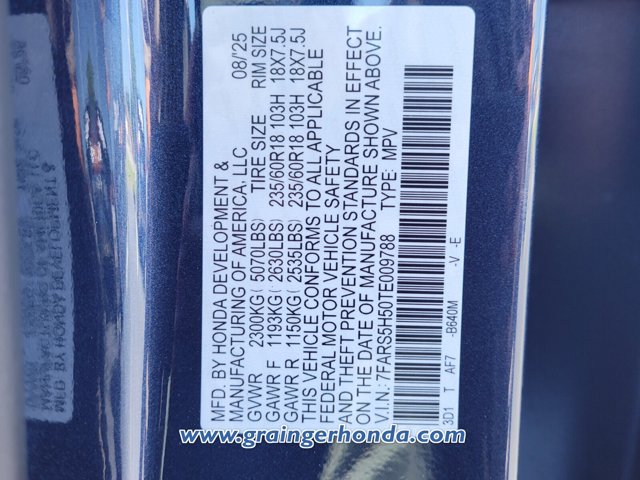 MFD. BY HONDA DEVELOPMENT & 08/25
MANUFACTURING OF AMERICA, LLC
GVWR 2300KG( 5070LBS) TIRE SIZE RIM SIZE
GAWR F 1193KG( 2630LBS) 235/60R18 103H 18X7.5J
GAWR R 1150KG( 2535LBS) 235/60R18 103H 18X7.5J
THIS VEHICLE CONFORMS TO ALL APPLICABLE
FEDERAL MOTOR VEHICLE SAFETY
AND THEFT PREVENTION STANDARDS IN EFFECT
ON THE DATE OF MANUFACTURE SHOWN ABOVE.
V.I.N.: 7FARS5H50TE009788 TYPE: MPV
3D1 T AF7 -B640M -V -E
www.graingerhonda.com